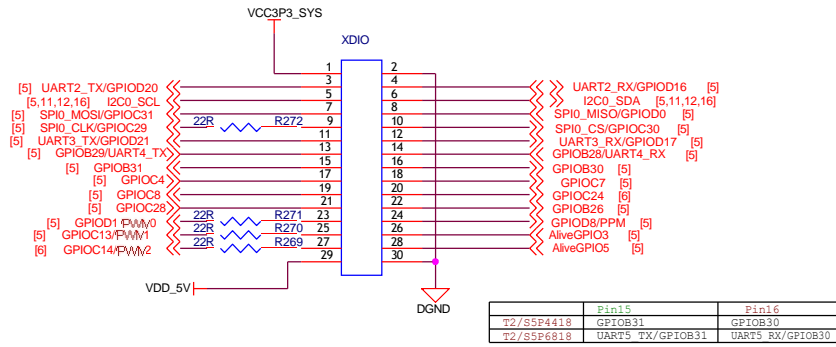 VCC3P3_SYS
XDIO
1 2
[5] UART2_TX/GPIOD20 3 4 UART2_RX/GPIOD16 [5]
[5,11,12,16] I2C0_SCL 5 6 I2C0_SDA [5,11,12,16]
[5] SPI0_MOSI/GPIOC31 7 8 SPI0_MISO/GPIOD0 [5]
[5] SPI0_CLK/GPIOC29 22R R272 9 10 SPI0_CS/GPIOC30 [5]
[5] UART3_TX/GPIOD21 11 12 UART3_RX/GPIOD17 [5]
[5] GPIOB29/UART4_TX 13 14 GPIOB28/UART4_RX [5]
[5] GPIOB31 15 16 GPIOB30 [5]
[5] GPIOC4 17 18 GPIOC7 [5]
[5] GPIOC8 19 20 GPIOC24 [6]
[5] GPIOC28 21 22 GPIOB26 [5]
[5] GPIOD1/PWM0 22R R271 23 24 GPIOD8/PPM [5]
[5] GPIOC13/PWM1 22R R270 25 26 AliveGPIO3 [5]
[6] GPIOC14/PWM2 22R R269 27 28 AliveGPIO5 [5]
29 30
VDD_5V
DGND
Pin15 Pin16
T2/S5P4418 GPIOB31 GPIOB30
T2/S5P6818 UART5_TX/GPIOB31 UART5_RX/GPIOB30